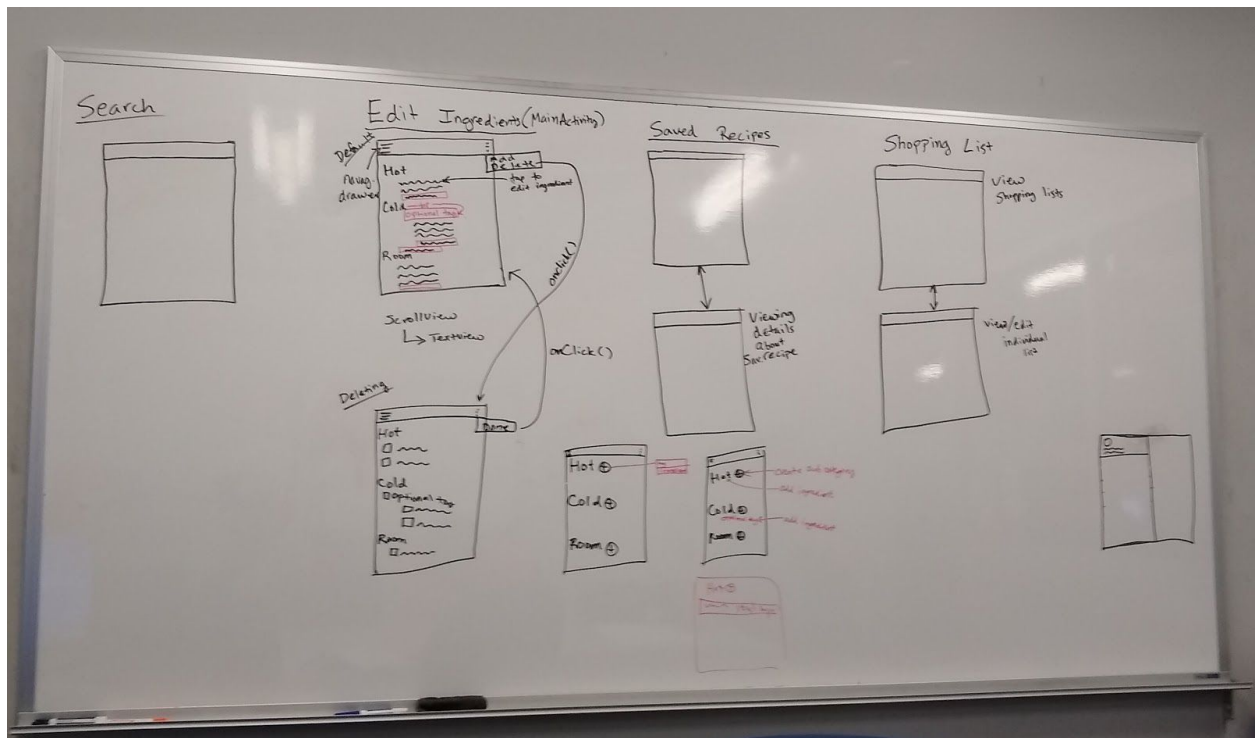 Search
Edit Ingredients (MainActivity)
Default
Navig.
drawer
Add
Delete
Hot
tap to
edit ingredient
Cold
optional tag
Room
onClick()
ScrollView
Textview
onClick()
Deleting
Done
Hot
Cold
optional tag
Room
Saved Recipes
Viewing
details
about
recipe
Shopping List
View
Shopping lists
View/edit
individual
list
Hot
Cold
Room
Hot
create sub category
add ingredient
Cold
add ingredient
Room
Hot